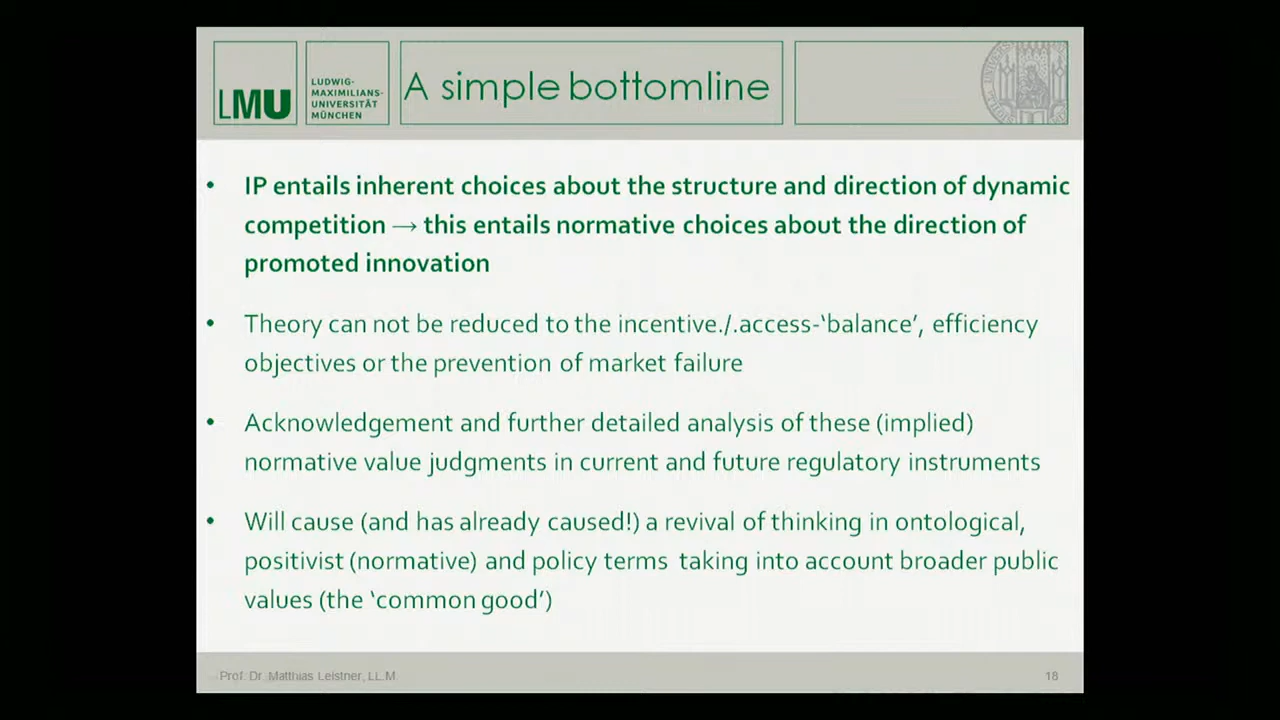 LMU
LUDWIG-
MAXIMILIANS-
UNIVERSITÄT
MÜNCHEN
A simple bottomline
• IP entails inherent choices about the structure and direction of dynamic
competition → this entails normative choices about the direction of
promoted innovation
• Theory can not be reduced to the incentive./.access-‘balance’, efficiency
objectives or the prevention of market failure
• Acknowledgement and further detailed analysis of these (implied)
normative value judgments in current and future regulatory instruments
• Will cause (and has already caused!) a revival of thinking in ontological,
positivist (normative) and policy terms taking into account broader public
values (the ‘common good’)
Prof. Dr. Matthias Leistner, LL.M.
18